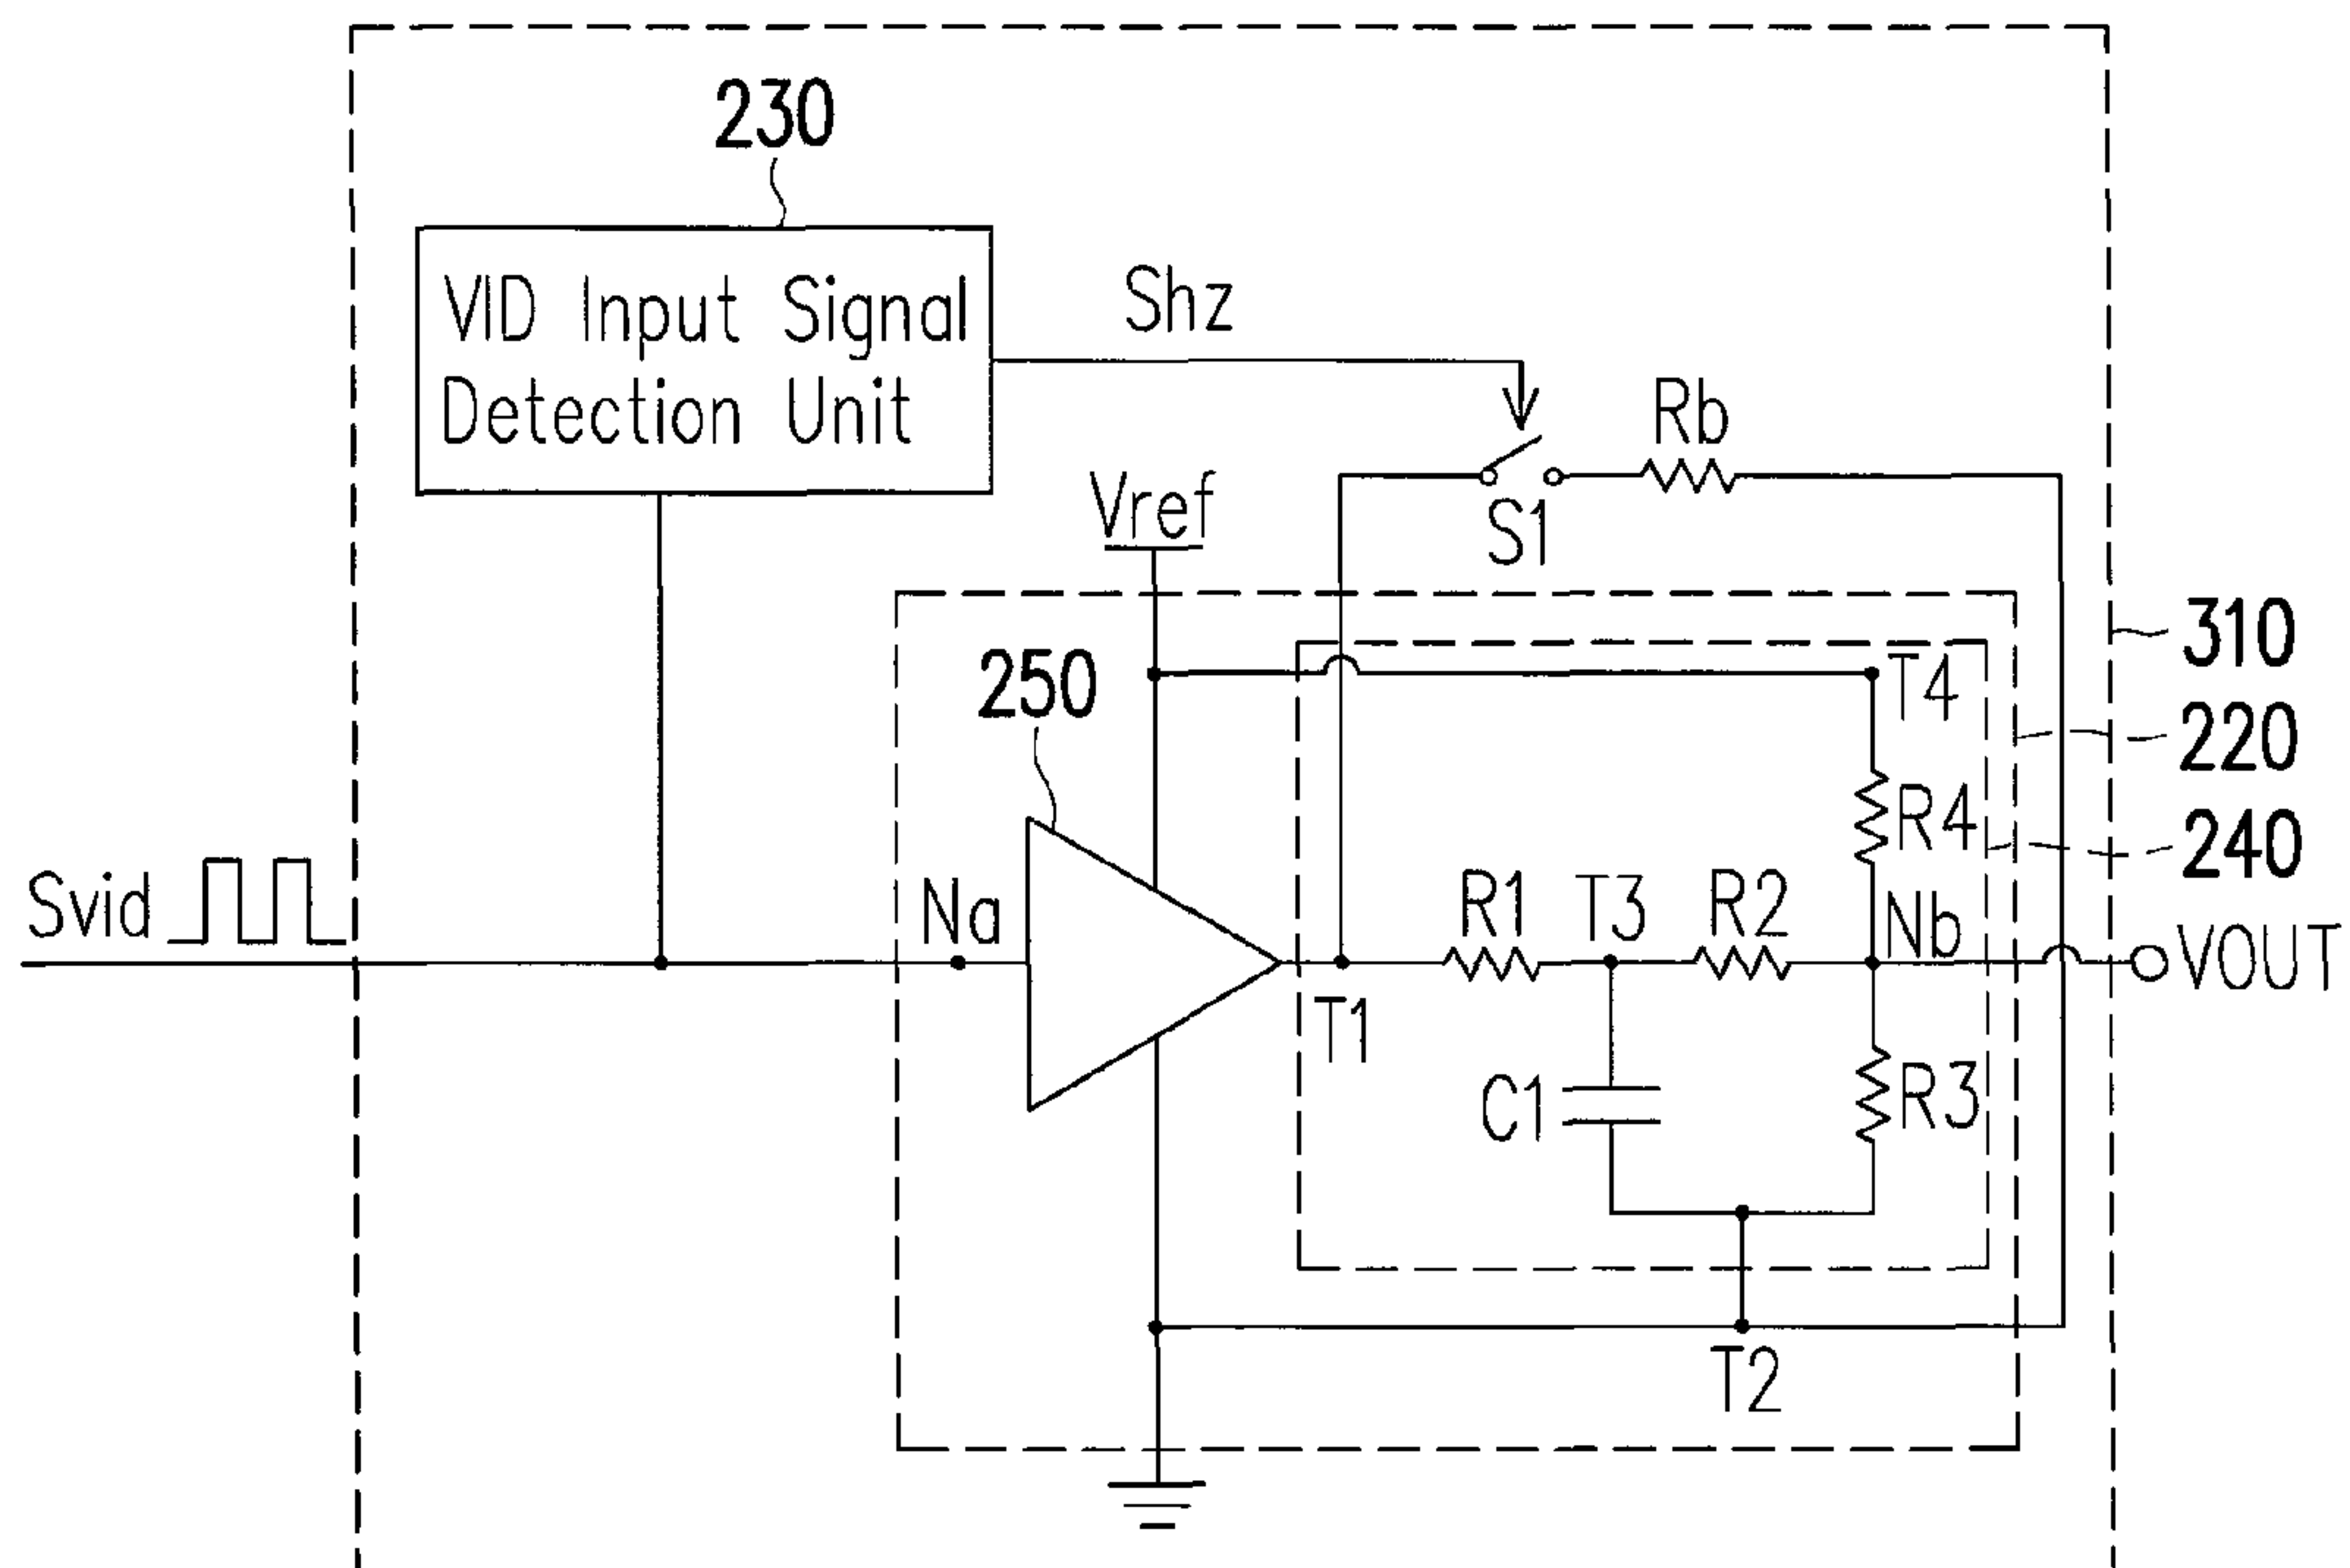 230
VID Input Signal
Detection Unit
Shz
Rb
S1
Vref
310
T4
250
220
R4
240
Svid
Na
R1
T3
R2
Nb
VOUT
T1
C1
R3
T2